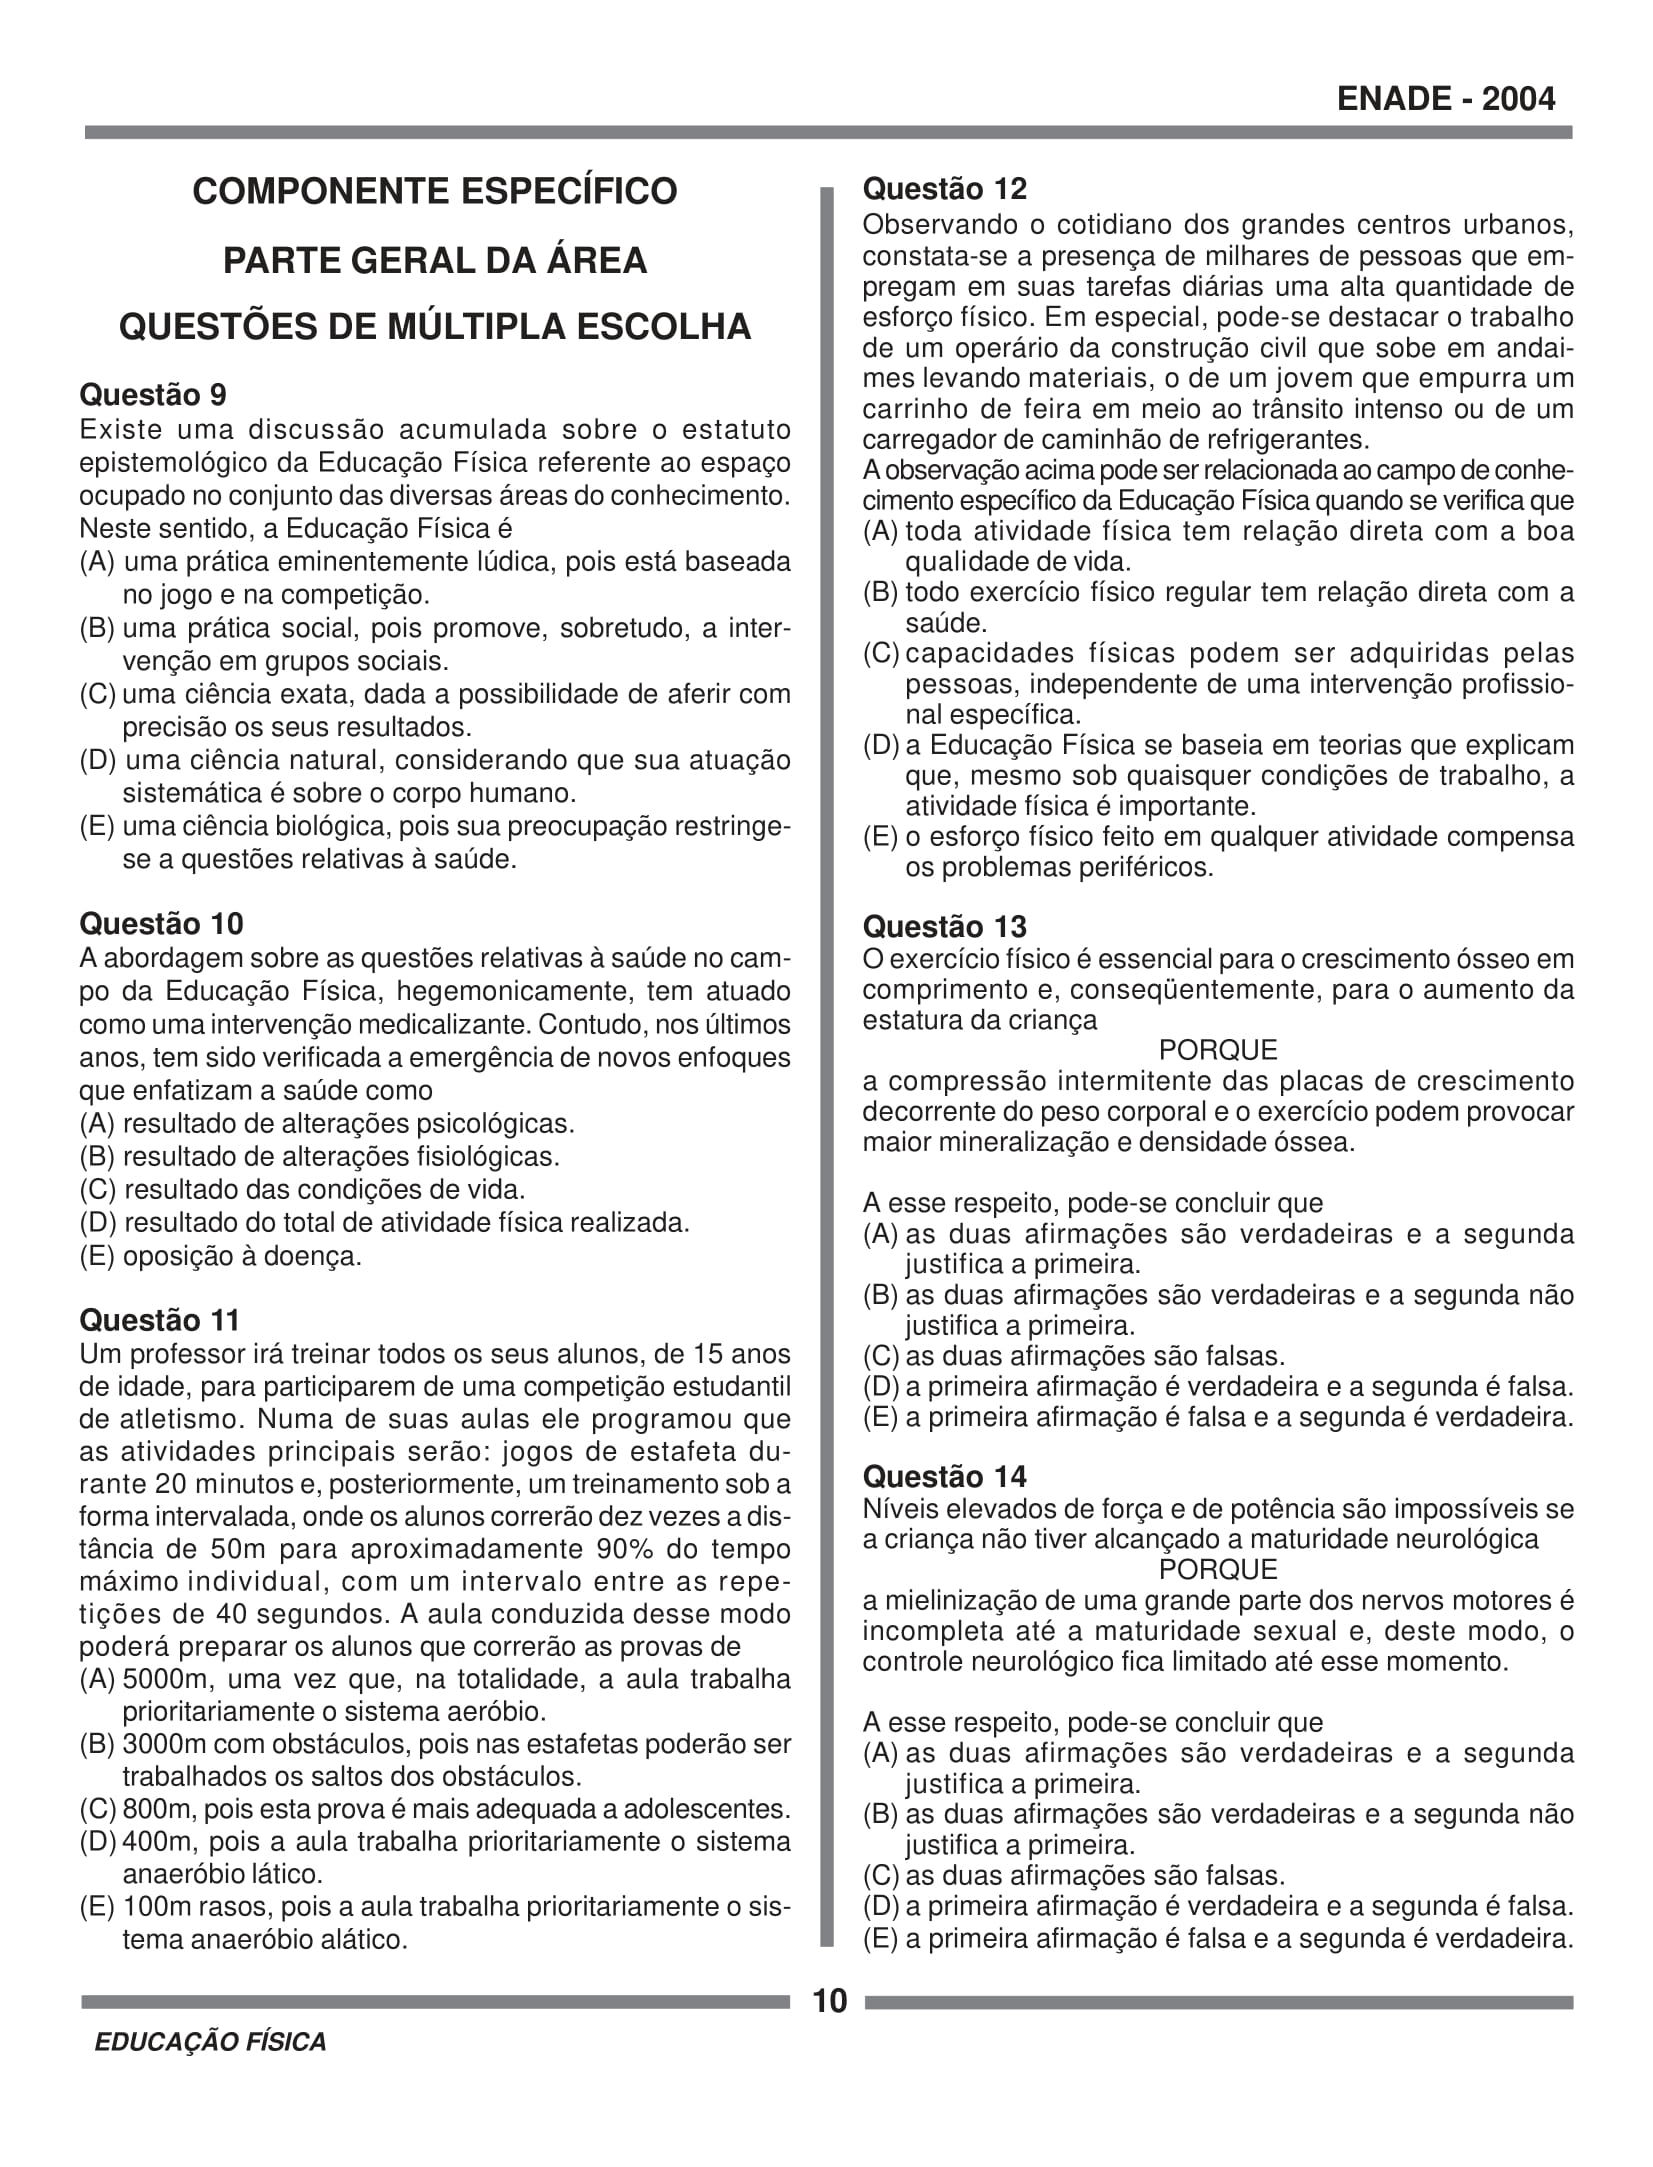 ENADE - 2004
COMPONENTE ESPECÍFICO
PARTE GERAL DA ÁREA
QUESTÕES DE MÚLTIPLA ESCOLHA
Questão 9
Existe uma discussão acumulada sobre o estatuto
epistemológico da Educação Física referente ao espaço
ocupado no conjunto das diversas áreas do conhecimento.
Neste sentido, a Educação Física é
(A) uma prática eminentemente lúdica, pois está baseada
no jogo e na competição.
(B) uma prática social, pois promove, sobretudo, a inter-
venção em grupos sociais.
(C) uma ciência exata, dada a possibilidade de aferir com
precisão os seus resultados.
(D) uma ciência natural, considerando que sua atuação
sistemática é sobre o corpo humano.
(E) uma ciência biológica, pois sua preocupação restringe-
se a questões relativas à saúde.
Questão 10
A abordagem sobre as questões relativas à saúde no cam-
po da Educação Física, hegemonicamente, tem atuado
como uma intervenção medicalizante. Contudo, nos últimos
anos, tem sido verificada a emergência de novos enfoques
que enfatizam a saúde como
(A) resultado de alterações psicológicas.
(B) resultado de alterações fisiológicas.
(C) resultado das condições de vida.
(D) resultado do total de atividade física realizada.
(E) oposição à doença.
Questão 11
Um professor irá treinar todos os seus alunos, de 15 anos
de idade, para participarem de uma competição estudantil
de atletismo. Numa de suas aulas ele programou que
as atividades principais serão: jogos de estafeta du-
rante 20 minutos e, posteriormente, um treinamento sob a
forma intervalada, onde os alunos correrão dez vezes a dis-
tância de 50m para aproximadamente 90% do tempo
máximo individual, com um intervalo entre as repe-
tições de 40 segundos. A aula conduzida desse modo
poderá preparar os alunos que correrão as provas de
(A) 5000m, uma vez que, na totalidade, a aula trabalha
prioritariamente o sistema aeróbio.
(B) 3000m com obstáculos, pois nas estafetas poderão ser
trabalhados os saltos dos obstáculos.
(C) 800m, pois esta prova é mais adequada a adolescentes.
(D) 400m, pois a aula trabalha prioritariamente o sistema
anaeróbio lático.
(E) 100m rasos, pois a aula trabalha prioritariamente o sis-
tema anaeróbio alático.
Questão 12
Observando o cotidiano dos grandes centros urbanos,
constata-se a presença de milhares de pessoas que em-
pregam em suas tarefas diárias uma alta quantidade de
esforço físico. Em especial, pode-se destacar o trabalho
de um operário da construção civil que sobe em andai-
mes levando materiais, o de um jovem que empurra um
carrinho de feira em meio ao trânsito intenso ou de um
carregador de caminhão de refrigerantes.
A observação acima pode ser relacionada ao campo de conhe-
cimento específico da Educação Física quando se verifica que
(A) toda atividade física tem relação direta com a boa
qualidade de vida.
(B) todo exercício físico regular tem relação direta com a
saúde.
(C) capacidades físicas podem ser adquiridas pelas
pessoas, independente de uma intervenção profissio-
nal específica.
(D) a Educação Física se baseia em teorias que explicam
que, mesmo sob quaisquer condições de trabalho, a
atividade física é importante.
(E) o esforço físico feito em qualquer atividade compensa
os problemas periféricos.
Questão 13
O exercício físico é essencial para o crescimento ósseo em
comprimento e, conseqüentemente, para o aumento da
estatura da criança
PORQUE
a compressão intermitente das placas de crescimento
decorrente do peso corporal e o exercício podem provocar
maior mineralização e densidade óssea.
A esse respeito, pode-se concluir que
(A) as duas afirmações são verdadeiras e a segunda
justifica a primeira.
(B) as duas afirmações são verdadeiras e a segunda não
justifica a primeira.
(C) as duas afirmações são falsas.
(D) a primeira afirmação é verdadeira e a segunda é falsa.
(E) a primeira afirmação é falsa e a segunda é verdadeira.
Questão 14
Níveis elevados de força e de potência são impossíveis se
a criança não tiver alcançado a maturidade neurológica
PORQUE
a mielinização de uma grande parte dos nervos motores é
incompleta até a maturidade sexual e, deste modo, o
controle neurológico fica limitado até esse momento.
A esse respeito, pode-se concluir que
(A) as duas afirmações são verdadeiras e a segunda
justifica a primeira.
(B) as duas afirmações são verdadeiras e a segunda não
justifica a primeira.
(C) as duas afirmações são falsas.
(D) a primeira afirmação é verdadeira e a segunda é falsa.
(E) a primeira afirmação é falsa e a segunda é verdadeira.
10
EDUCAÇÃO FÍSICA